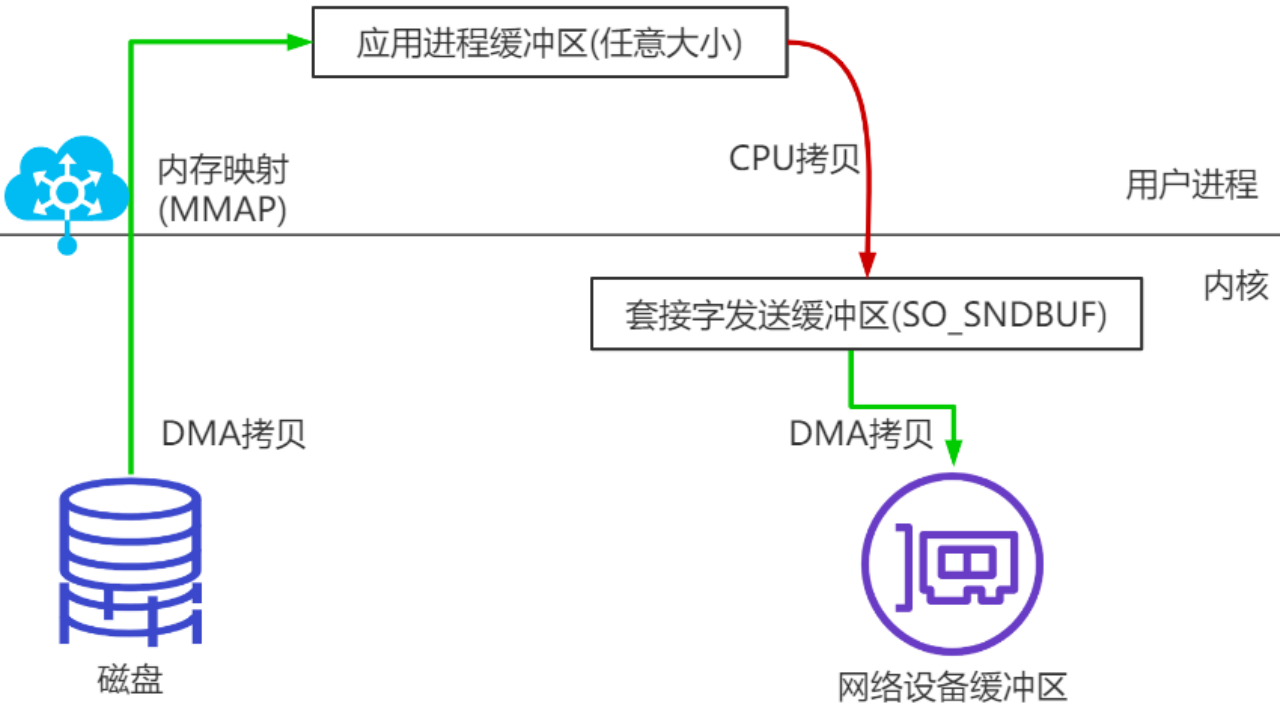 应用进程缓冲区(任意大小)
内存映射
(MMAP)
CPU拷贝
用户进程
内核
套接字发送缓冲区(SO_SNDBUF)
DMA拷贝
DMA拷贝
磁盘
网络设备缓冲区